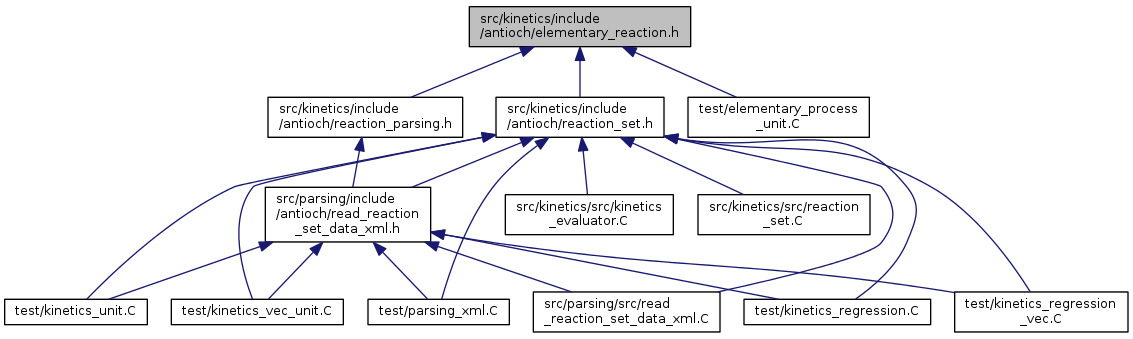 src/kinetics/include
/antioch/elementary_reaction.h
src/kinetics/include
/antioch/reaction_parsing.h
src/kinetics/include
/antioch/reaction_set.h
test/elementary_process
_unit.C
src/parsing/include
/antioch/read_reaction
_set_data_xml.h
src/kinetics/src/kinetics
_evaluator.C
src/kinetics/src/reaction
_set.C
test/kinetics_unit.C
test/kinetics_vec_unit.C
test/parsing_xml.C
src/parsing/src/read
_reaction_set_data_xml.C
test/kinetics_regression.C
test/kinetics_regression
_vec.C